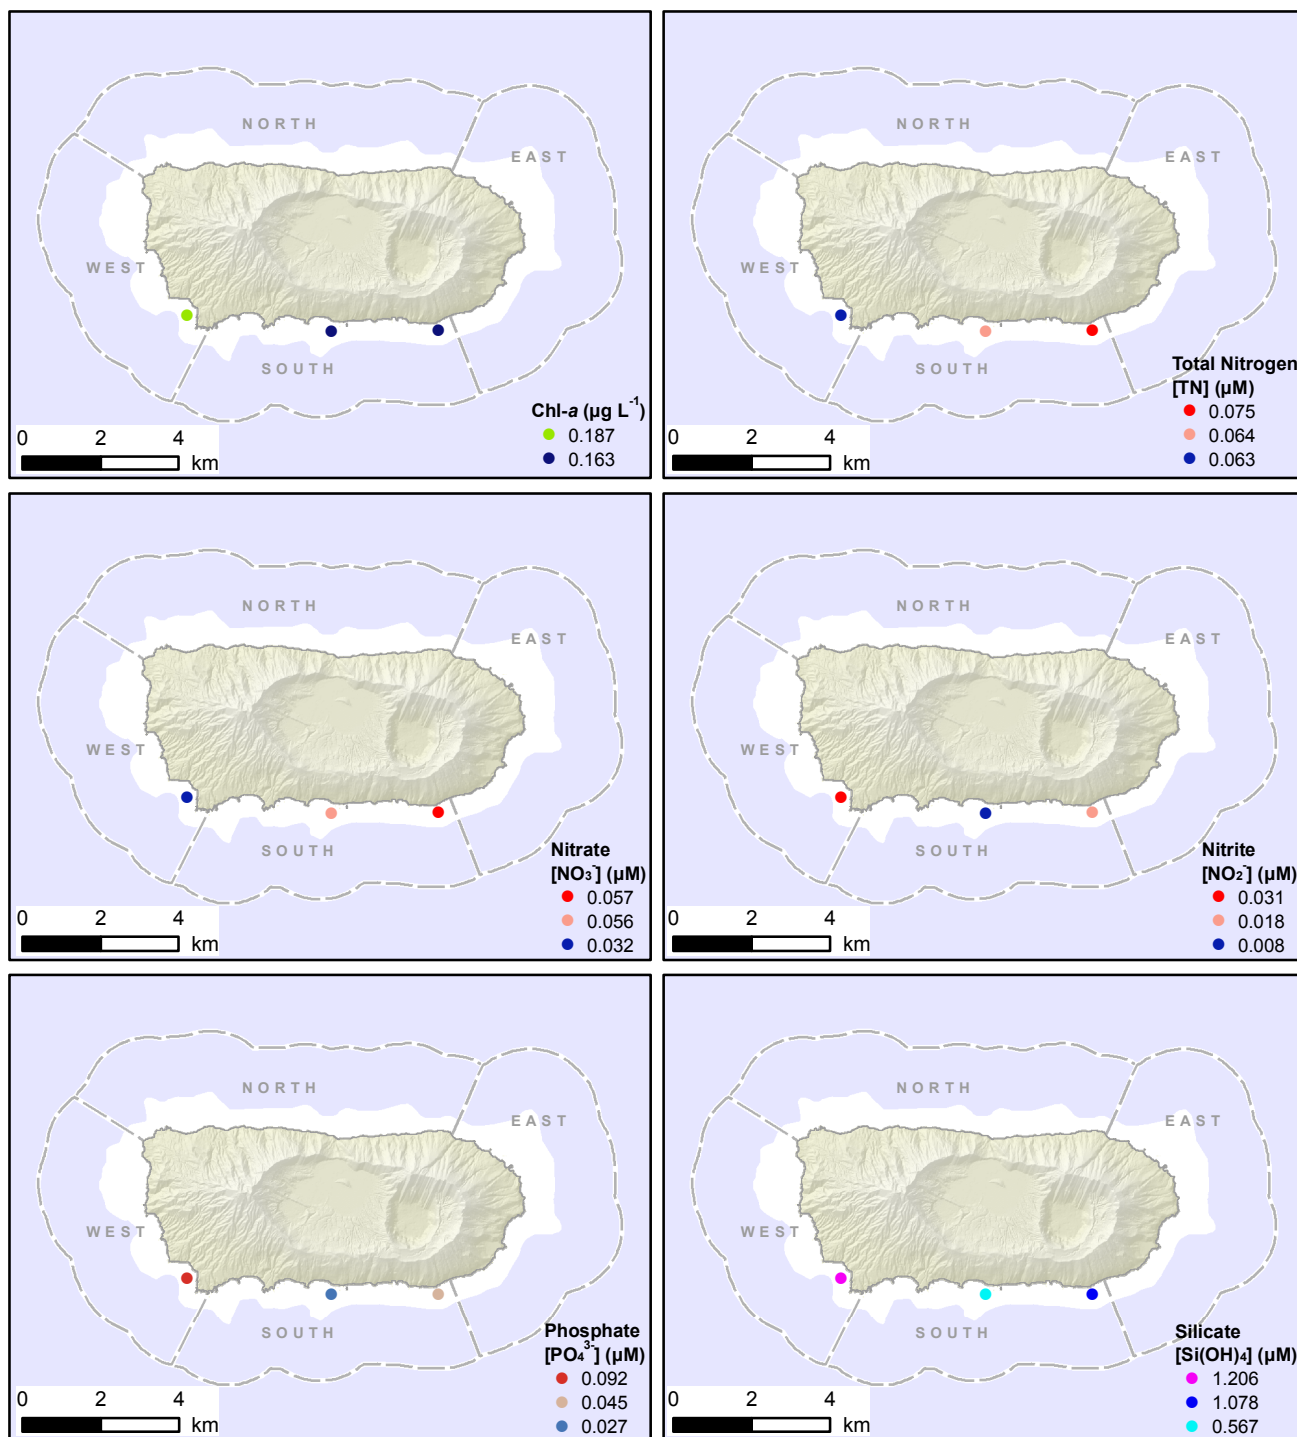 NORTH
EAST
WEST
SOUTH
Chl-a (µg L⁻¹)
0.187
0.163
0 2 4
km
NORTH
EAST
WEST
SOUTH
Total Nitrogen
[TN] (µM)
0.075
0.064
0.063
0 2 4
km
NORTH
EAST
WEST
SOUTH
Nitrate
[NO₃⁻] (µM)
0.057
0.056
0.032
0 2 4
km
NORTH
EAST
WEST
SOUTH
Nitrite
[NO₂⁻] (µM)
0.031
0.018
0.008
0 2 4
km
NORTH
EAST
WEST
SOUTH
Phosphate
[PO₄³⁻] (µM)
0.092
0.045
0.027
0 2 4
km
NORTH
EAST
WEST
SOUTH
Silicate
[Si(OH)₄] (µM)
1.206
1.078
0.567
0 2 4
km